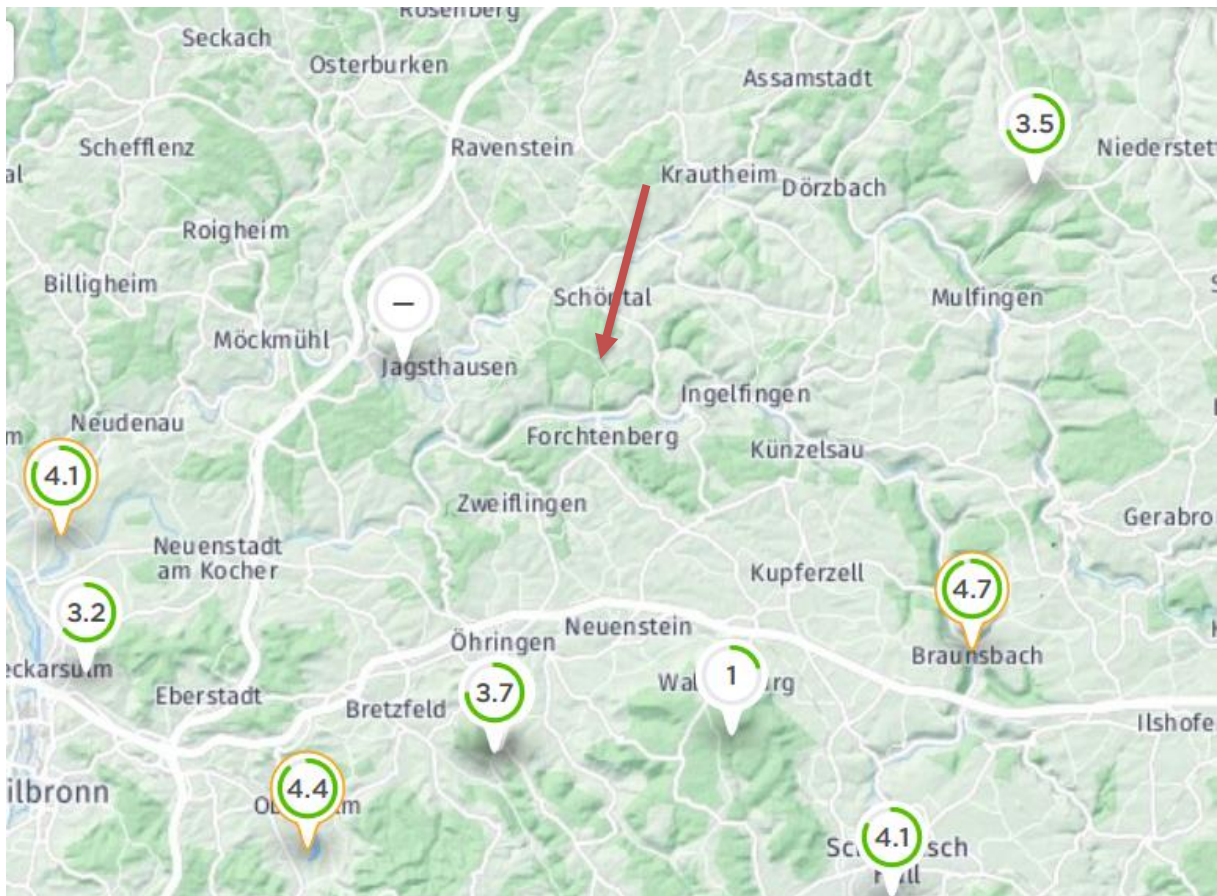 Rosenberg
Seckach
Osterburken
Assamstadt
3.5
Schefflenz
Ravenstein
Niederstett
al
Krautheim
Dörzbach
Roigheim
Billigheim
–
Schöntal
Mulfingen
Möckmühl
Jagsthausen
Ingelfingen
Neudenau
Forchtenberg
Künzelsau
4.1
Zweiflingen
Gerabro
Neuenstadt
am Kocher
Kupferzell
4.7
3.2
Neuenstein
Öhringen
Braunsbach
eckarsulm
Eberstadt
3.7
1
Bretzfeld
Ilshofe
4.4
ilbronn
4.1